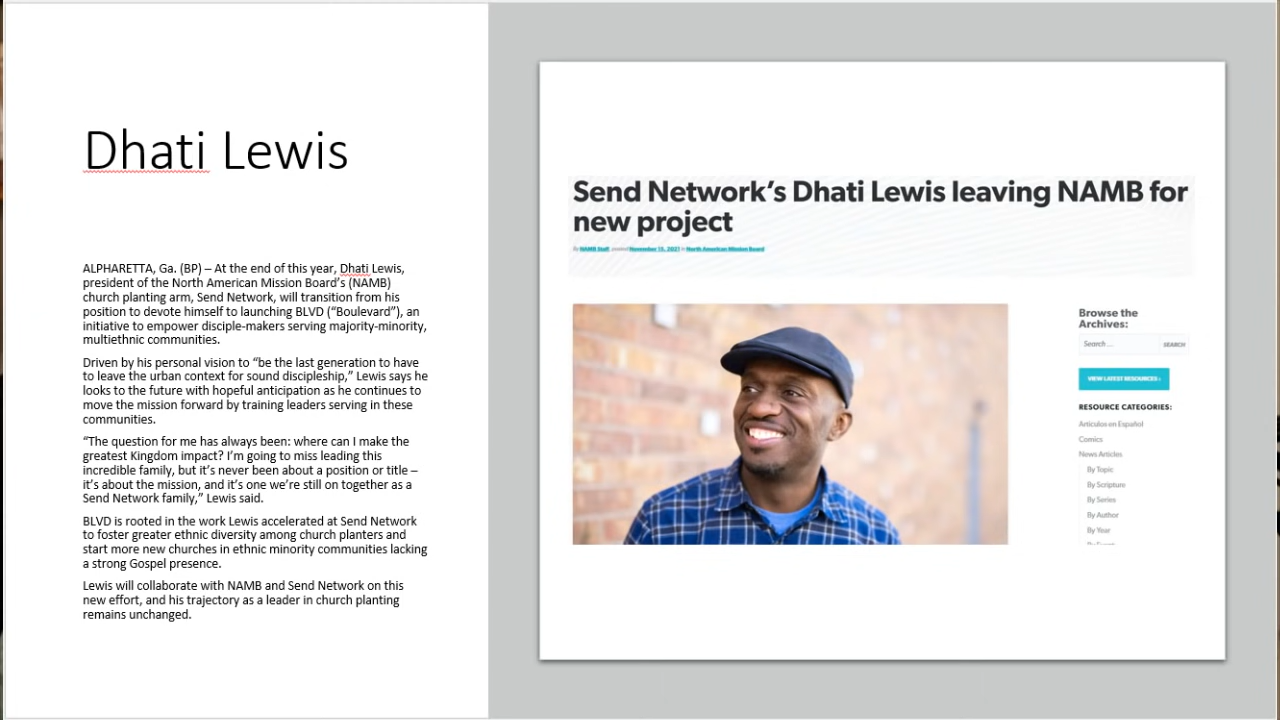 Dhati Lewis
ALPHARETTA, Ga. (BP) – At the end of this year, Dhati Lewis,
president of the North American Mission Board's (NAMB)
church planting arm, Send Network, will transition from his
position to devote himself to launching BLVD (“Boulevard”), an
initiative to empower disciple-makers serving majority-minority,
multiethnic communities.
Driven by his personal vision to “be the last generation to have
to leave the urban context for sound discipleship,” Lewis says he
looks to the future with hopeful anticipation as he continues to
move the mission forward by training leaders serving in these
communities.
“The question for me has always been: where can I make the
greatest Kingdom impact? I'm going to miss leading this
incredible family, but it's never been about a position or title –
it's about the mission, and it's one we're still on together as a
Send Network family,” Lewis said.
BLVD is rooted in the work Lewis accelerated at Send Network
to foster greater ethnic diversity among church planters and
start more new churches in ethnic minority communities lacking
a strong Gospel presence.
Lewis will collaborate with NAMB and Send Network on this
new effort, and his trajectory as a leader in church planting
remains unchanged.
Send Network's Dhati Lewis leaving NAMB for
new project
By NAMB Staff, posted November 15, 2021 in North American Mission Board
Browse the
Archives:
Search ... SEARCH
VIEW LATEST RESOURCES ›
RESOURCE CATEGORIES:
Artículos en Español
Comics
News Articles
By Topic
By Scripture
By Series
By Author
By Year